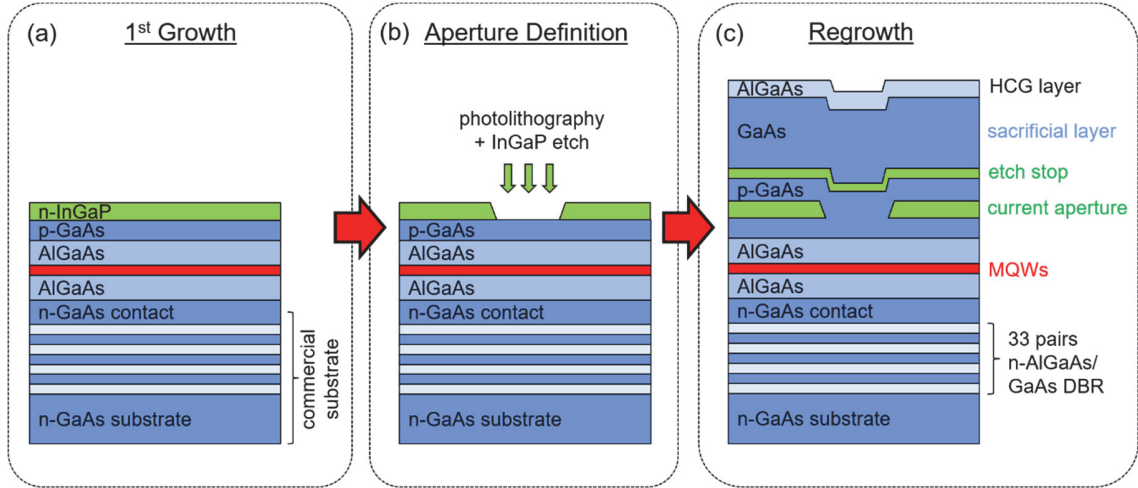 (a)
1st Growth
n-InGaP
p-GaAs
AlGaAs
AlGaAs
n-GaAs contact
n-GaAs substrate
commercial
substrate
(b)
Aperture Definition
photolithography
+ InGaP etch
p-GaAs
AlGaAs
AlGaAs
n-GaAs contact
n-GaAs substrate
(c)
Regrowth
AlGaAs
HCG layer
GaAs
sacrificial layer
etch stop
p-GaAs
current aperture
AlGaAs
MQWs
AlGaAs
n-GaAs contact
33 pairs
n-AlGaAs/
GaAs DBR
n-GaAs substrate